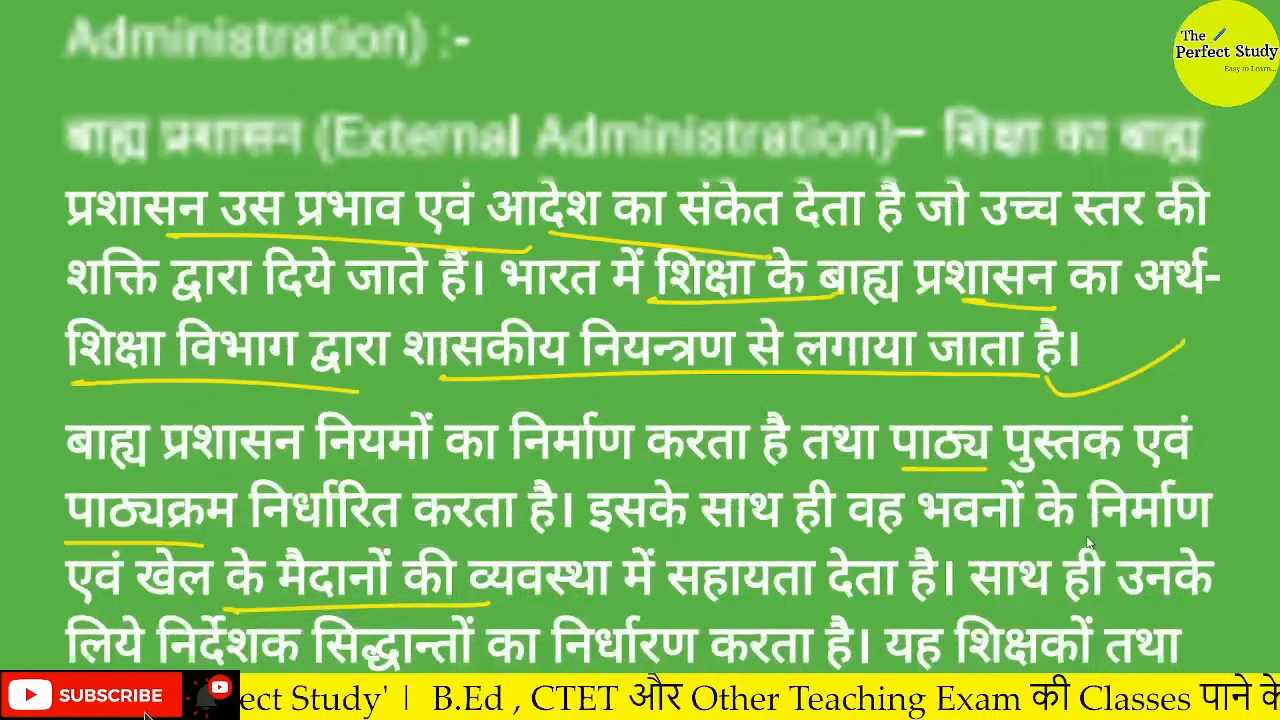 Administration) :-
बाह्य प्रशासन (External Administration)– शिक्षा का बाह्य
प्रशासन उस प्रभाव एवं आदेश का संकेत देता है जो उच्च स्तर की
शक्ति द्वारा दिये जाते हैं। भारत में शिक्षा के बाह्य प्रशासन का अर्थ-
शिक्षा विभाग द्वारा शासकीय नियन्त्रण से लगाया जाता है।
बाह्य प्रशासन नियमों का निर्माण करता है तथा पाठ्य पुस्तक एवं
पाठ्यक्रम निर्धारित करता है। इसके साथ ही वह भवनों के निर्माण
एवं खेल के मैदानों की व्यवस्था में सहायता देता है। साथ ही उनके
लिये निर्देशक सिद्धान्तों का निर्धारण करता है। यह शिक्षकों तथा
The
Perfect Study
Easy to Learn...
SUBSCRIBE
ect Study' | B.Ed , CTET और Other Teaching Exam की Classes पाने के